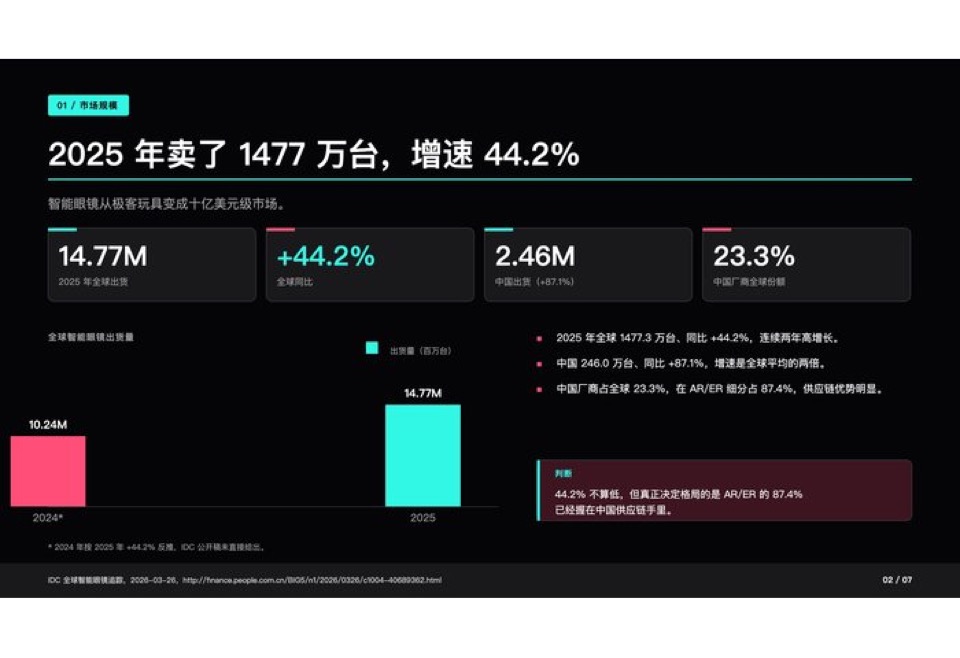 01 / 市场规模
2025 年卖了 1477 万台，增速 44.2%
智能眼镜从极客玩具变成十亿美元级市场。
14.77M
2025 年全球出货
+44.2%
全球同比
2.46M
中国出货（+87.1%）
23.3%
中国厂商全球份额
全球智能眼镜出货量
出货量（百万台）
10.24M
2024*
14.77M
2025
* 2024 年按 2025 年 +44.2% 反推，IDC 公开稿未直接给出。
2025 年全球 1477.3 万台、同比 +44.2%，连续两年高增长。
中国 246.0 万台、同比 +87.1%，增速是全球平均的两倍。
中国厂商占全球 23.3%，在 AR/ER 细分占 87.4%，供应链优势明显。
判断
44.2% 不算低，但真正决定格局的是 AR/ER 的 87.4%
已经握在中国供应链手里。
IDC 全球智能眼镜追踪，2026-03-26，http://finance.people.com.cn/BIG5/n1/2026/0326/c1004-40689362.html
02 / 07